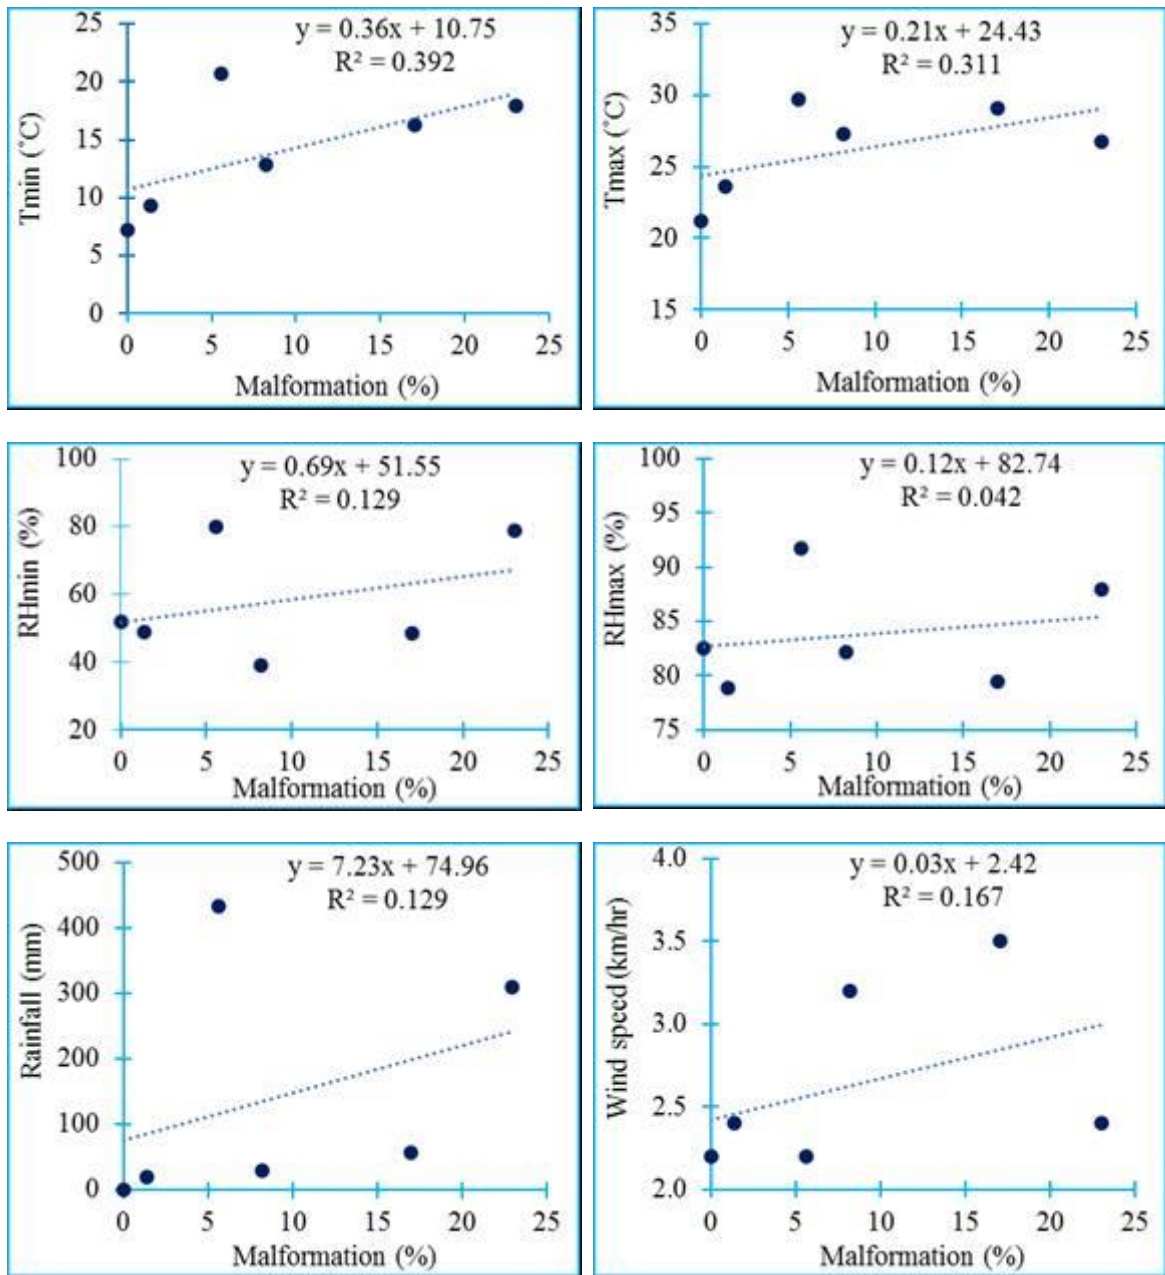 y = 0.36x + 10.75
R² = 0.392
25
20
15
10
5
0
Tmin (˚C)
0 5 10 15 20 25
Malformation (%)
y = 0.21x + 24.43
R² = 0.311
35
30
25
20
15
Tmax (˚C)
0 5 10 15 20 25
Malformation (%)
y = 0.69x + 51.55
R² = 0.129
100
80
60
40
20
RHmin (%)
0 5 10 15 20 25
Malformation (%)
y = 0.12x + 82.74
R² = 0.042
100
95
90
85
80
75
RHmax (%)
0 5 10 15 20 25
Malformation (%)
y = 7.23x + 74.96
R² = 0.129
500
400
300
200
100
0
Rainfall (mm)
0 5 10 15 20 25
Malformation (%)
y = 0.03x + 2.42
R² = 0.167
4.0
3.5
3.0
2.5
2.0
Wind speed (km/hr)
0 5 10 15 20 25
Malformation (%)